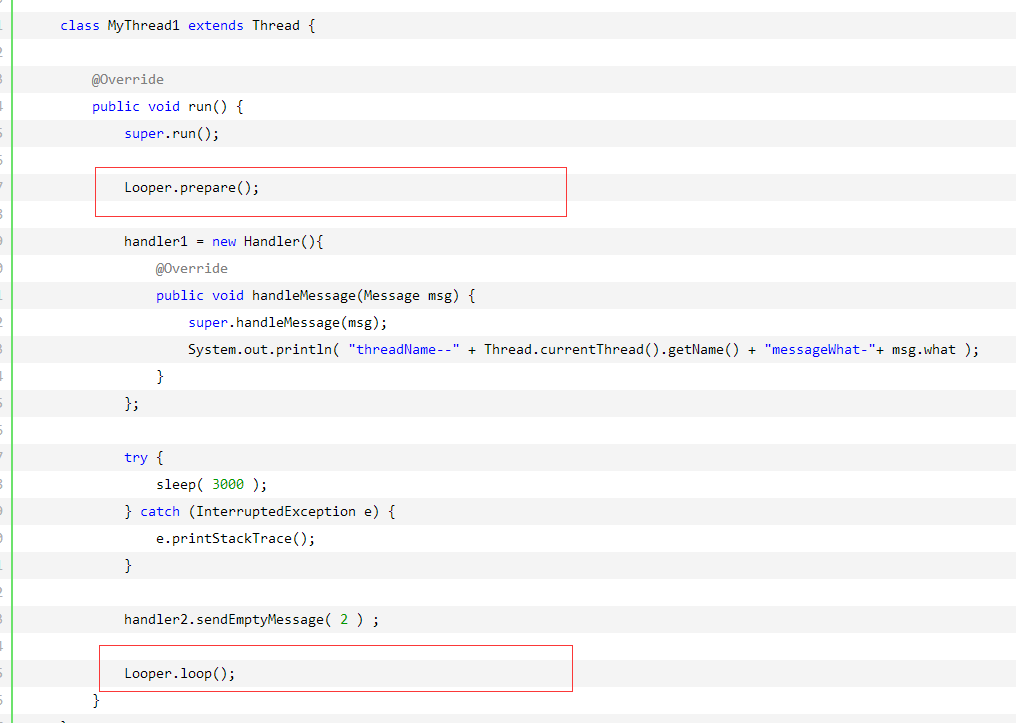 class MyThread1 extends Thread {
@Override
public void run() {
super.run();
Looper.prepare();
handler1 = new Handler(){
@Override
public void handleMessage(Message msg) {
super.handleMessage(msg);
System.out.println( "threadName--" + Thread.currentThread().getName() + "messageWhat-"+ msg.what );
}
};
try {
sleep( 3000 );
} catch (InterruptedException e) {
e.printStackTrace();
}
handler2.sendEmptyMessage( 2 ) ;
Looper.loop();
}